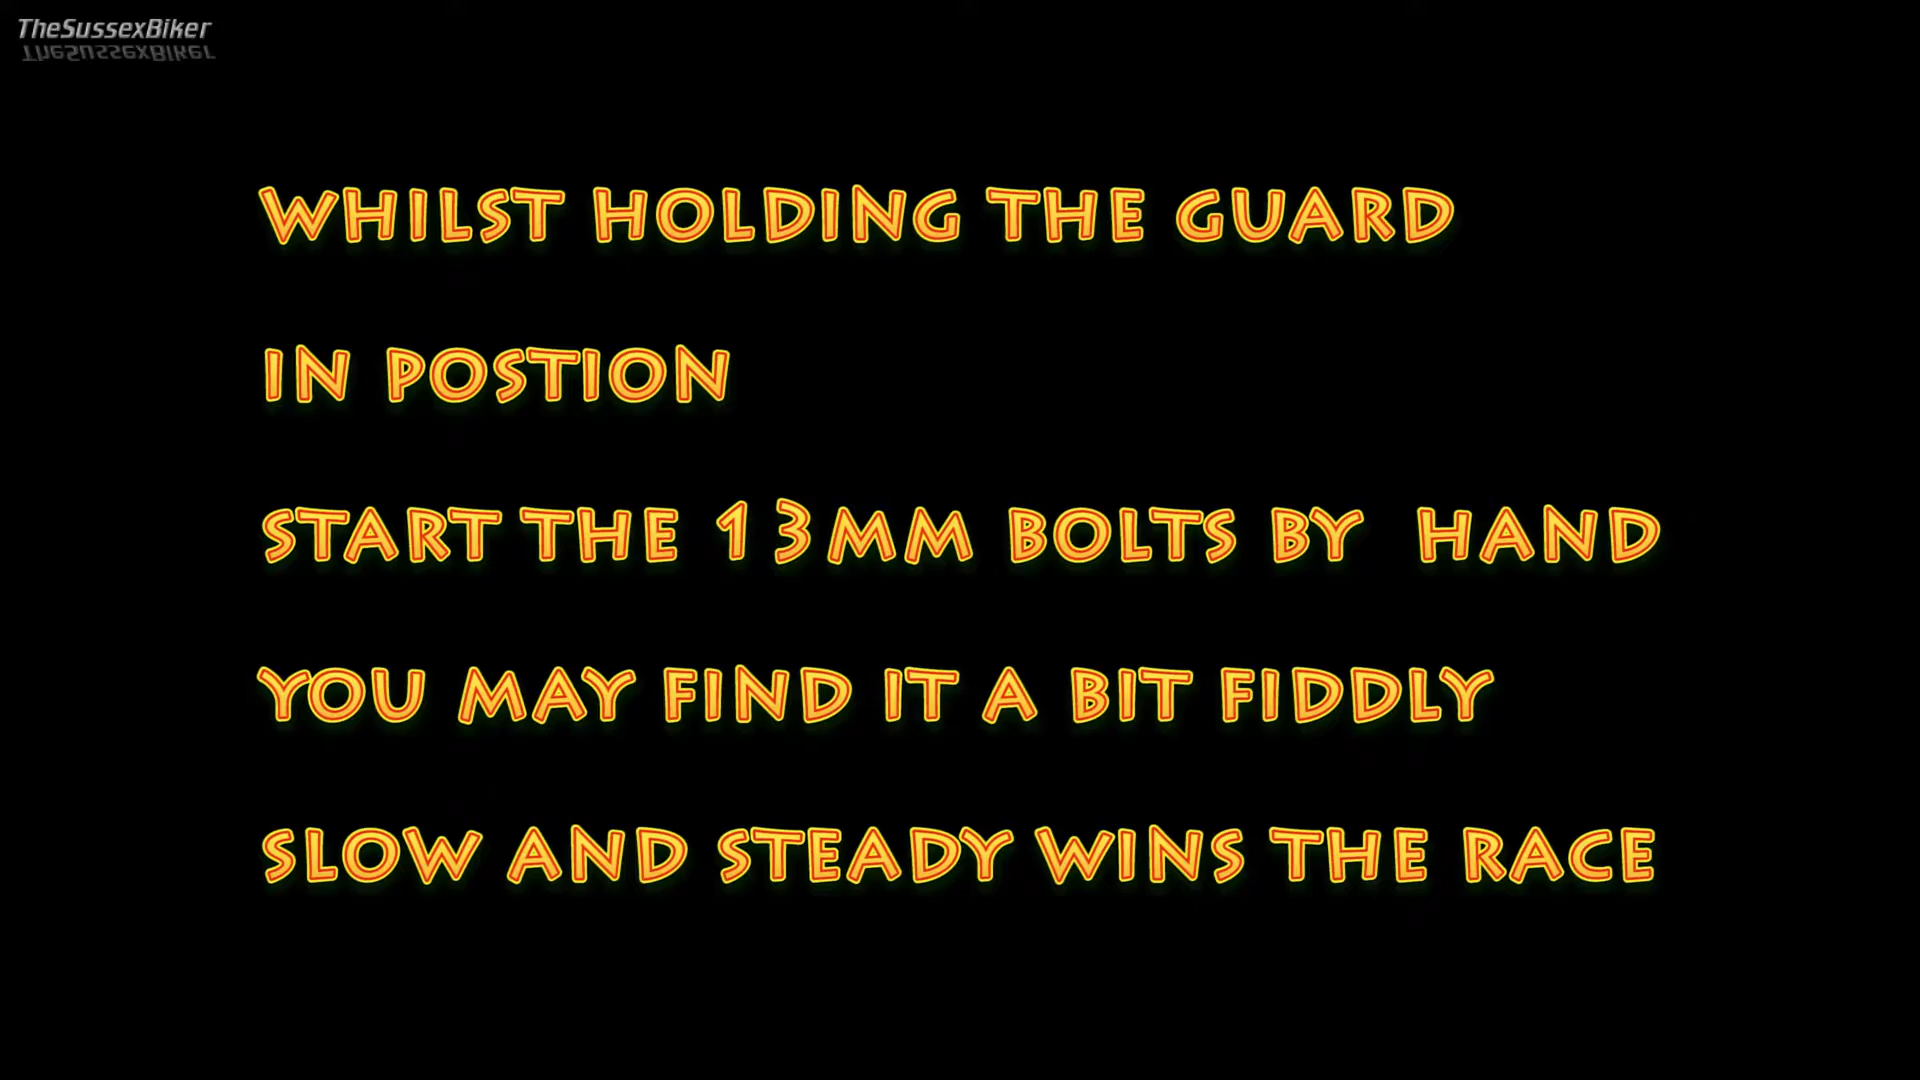 TheSussexBiker
WHILST HOLDING THE GUARD
IN POSTION
START THE 13MM BOLTS BY HAND
YOU MAY FIND IT A BIT FIDDLY
SLOW AND STEADY WINS THE RACE